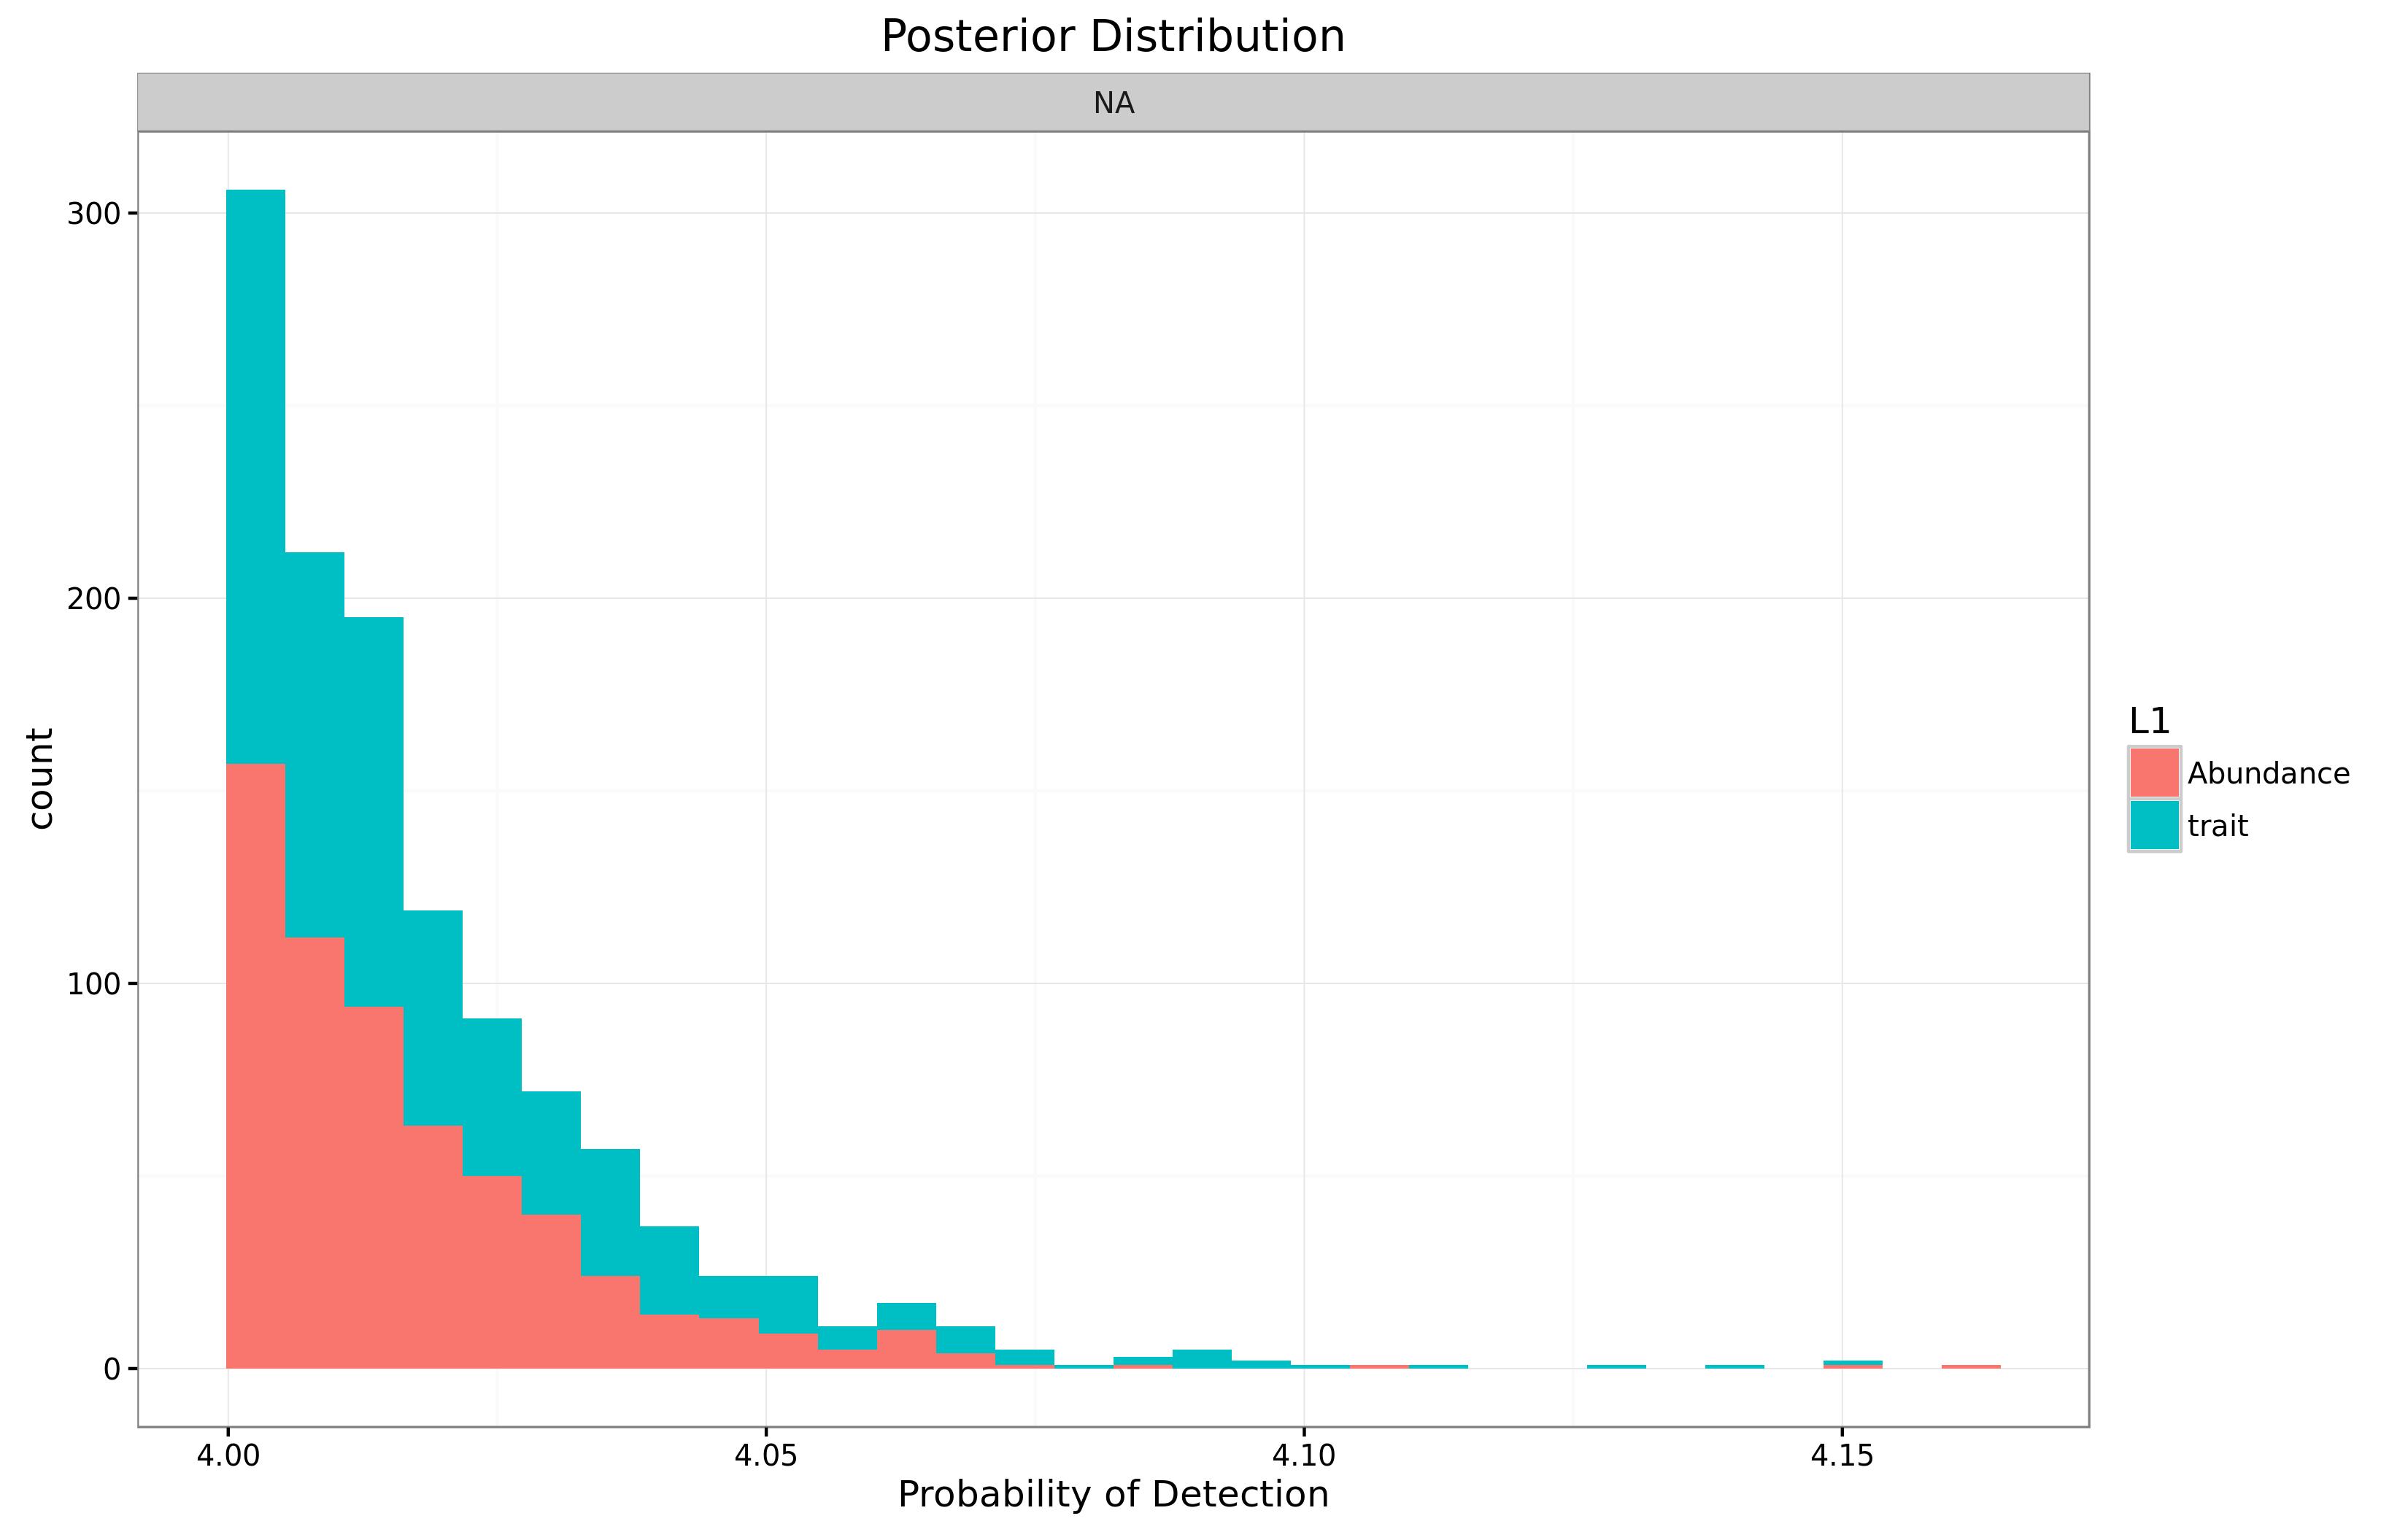 Posterior Distribution
NA
300
200
100
0
count
4.00 4.05 4.10 4.15
Probability of Detection
L1
Abundance
trait